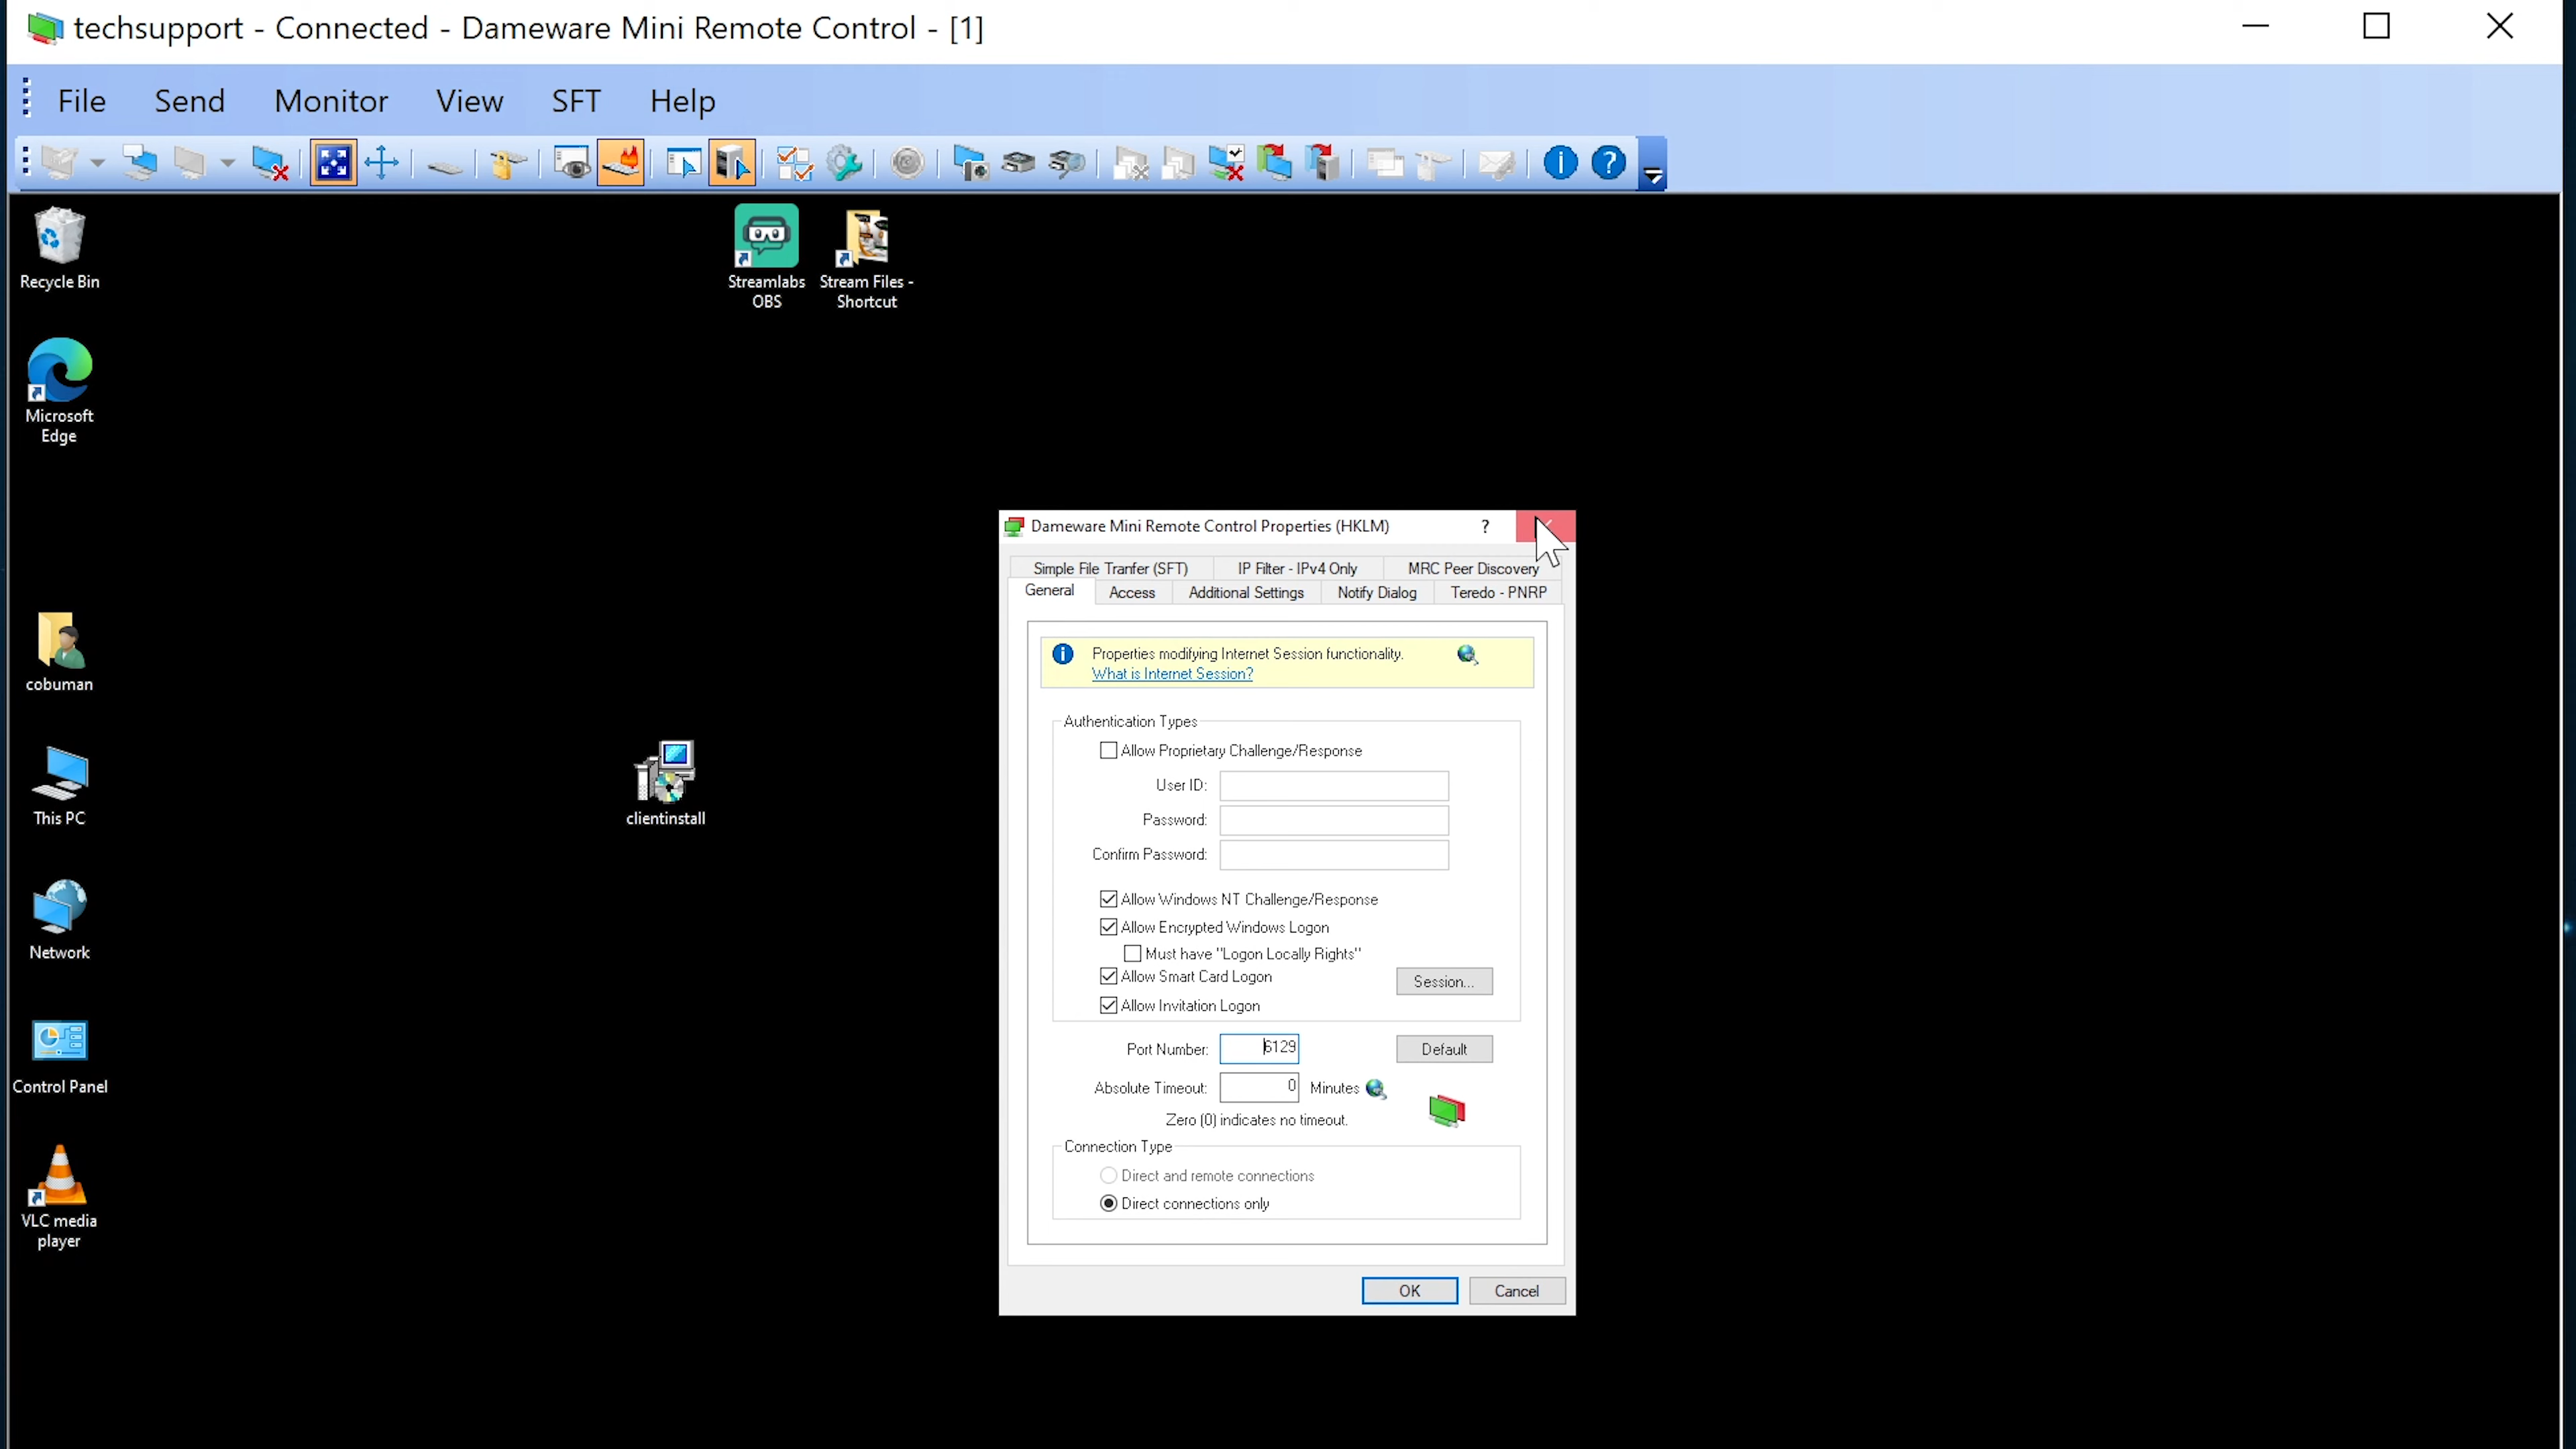 techsupport - Connected - Dameware Mini Remote Control - [1]
File Send Monitor View SFT Help
Recycle Bin
Streamlabs
OBS
Stream Files -
Shortcut
Microsoft
Edge
cobuman
This PC
clientinstall
Network
Control Panel
VLC media
player
Dameware Mini Remote Control Properties (HKLM)
?
Simple File Tranfer (SFT) IP Filter - IPv4 Only MRC Peer Discovery
General Access Additional Settings Notify Dialog Teredo - PNRP
Properties modifying Internet Session functionality.
What is Internet Session?
Authentication Types
Allow Proprietary Challenge/Response
User ID:
Password:
Confirm Password:
Allow Windows NT Challenge/Response
Allow Encrypted Windows Logon
Must have "Logon Locally Rights"
Allow Smart Card Logon
Session...
Allow Invitation Logon
Port Number: 6129 Default
Absolute Timeout: 0 Minutes
Zero (0) indicates no timeout.
Connection Type
Direct and remote connections
Direct connections only
OK Cancel